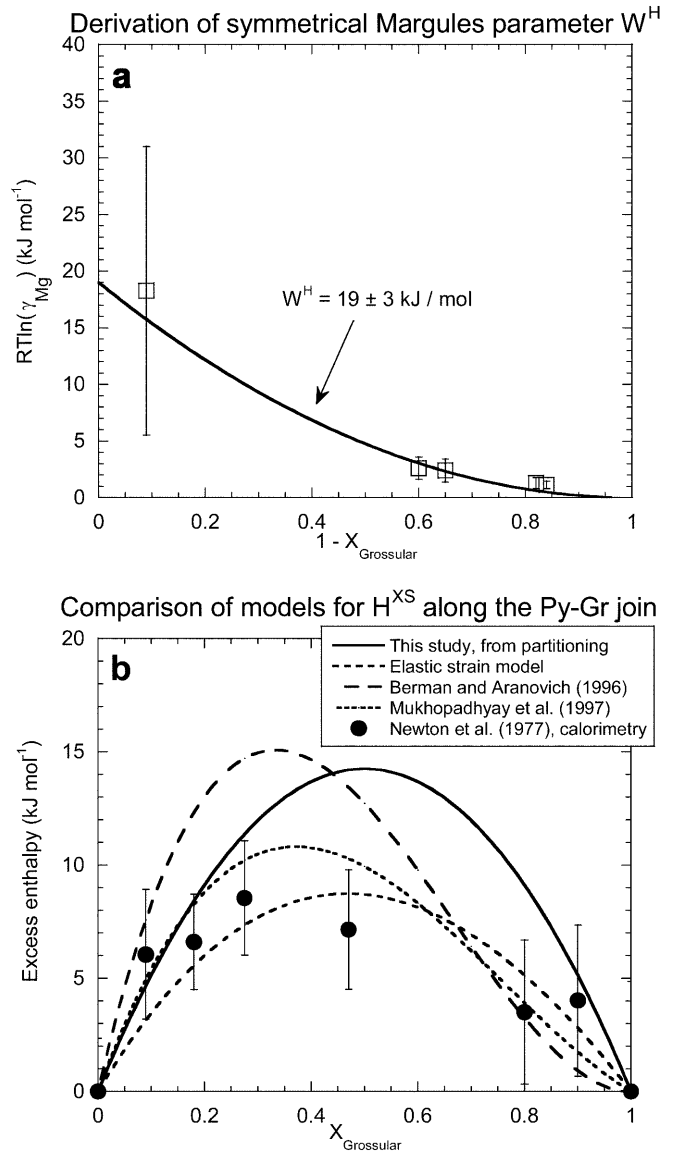 Derivation of symmetrical Margules parameter W^H
a
40
35
30
25
20
15
10
5
0
RTln(γ_Mg) (kJ mol⁻¹)
W^H = 19 ± 3 kJ / mol
0 0.2 0.4 0.6 0.8 1
1 - X_Grossular
Comparison of models for H^XS along the Py-Gr join
b
This study, from partitioning
Elastic strain model
Berman and Aranovich (1996)
Mukhopadhyay et al. (1997)
Newton et al. (1977), calorimetry
20
15
10
5
0
Excess enthalpy (kJ mol⁻¹)
0 0.2 0.4 0.6 0.8 1
X_Grossular